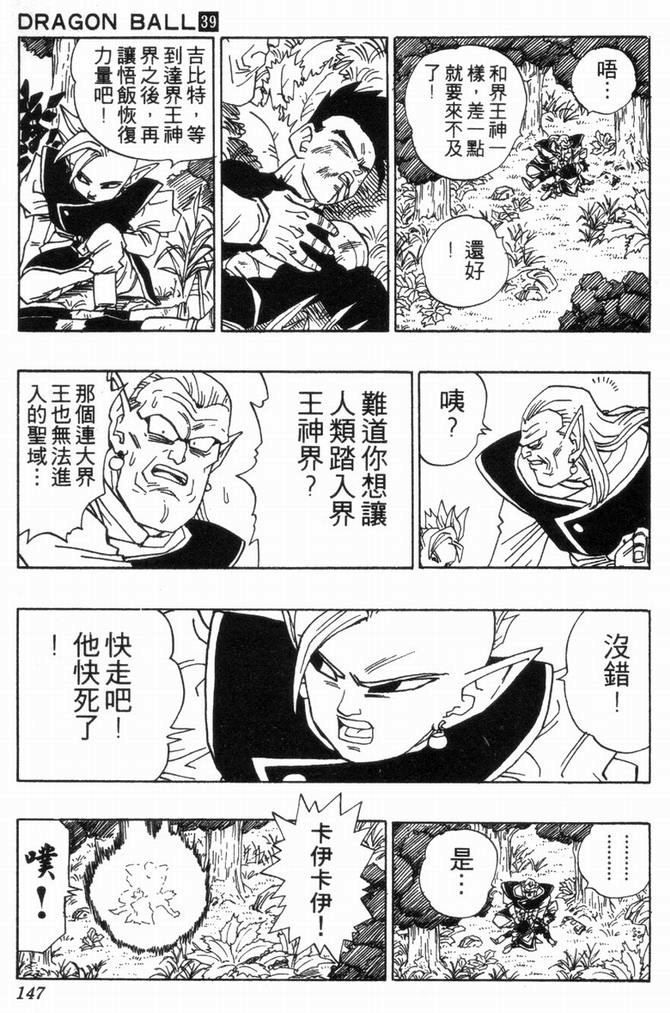 DRAGON BALL 39
唔…
和界王神一
樣，差一點
就要來不及
了！
還好
！
吉比特，等
到達界王神
界之後，再
讓悟飯恢復
力量吧！
咦？
難道你想讓
人類踏入界
王神界？
那個連大界
王也無法進
入的聖域…
沒錯！
快走吧！
他快死了
！
…………
是…
卡伊卡伊！
噗！
147